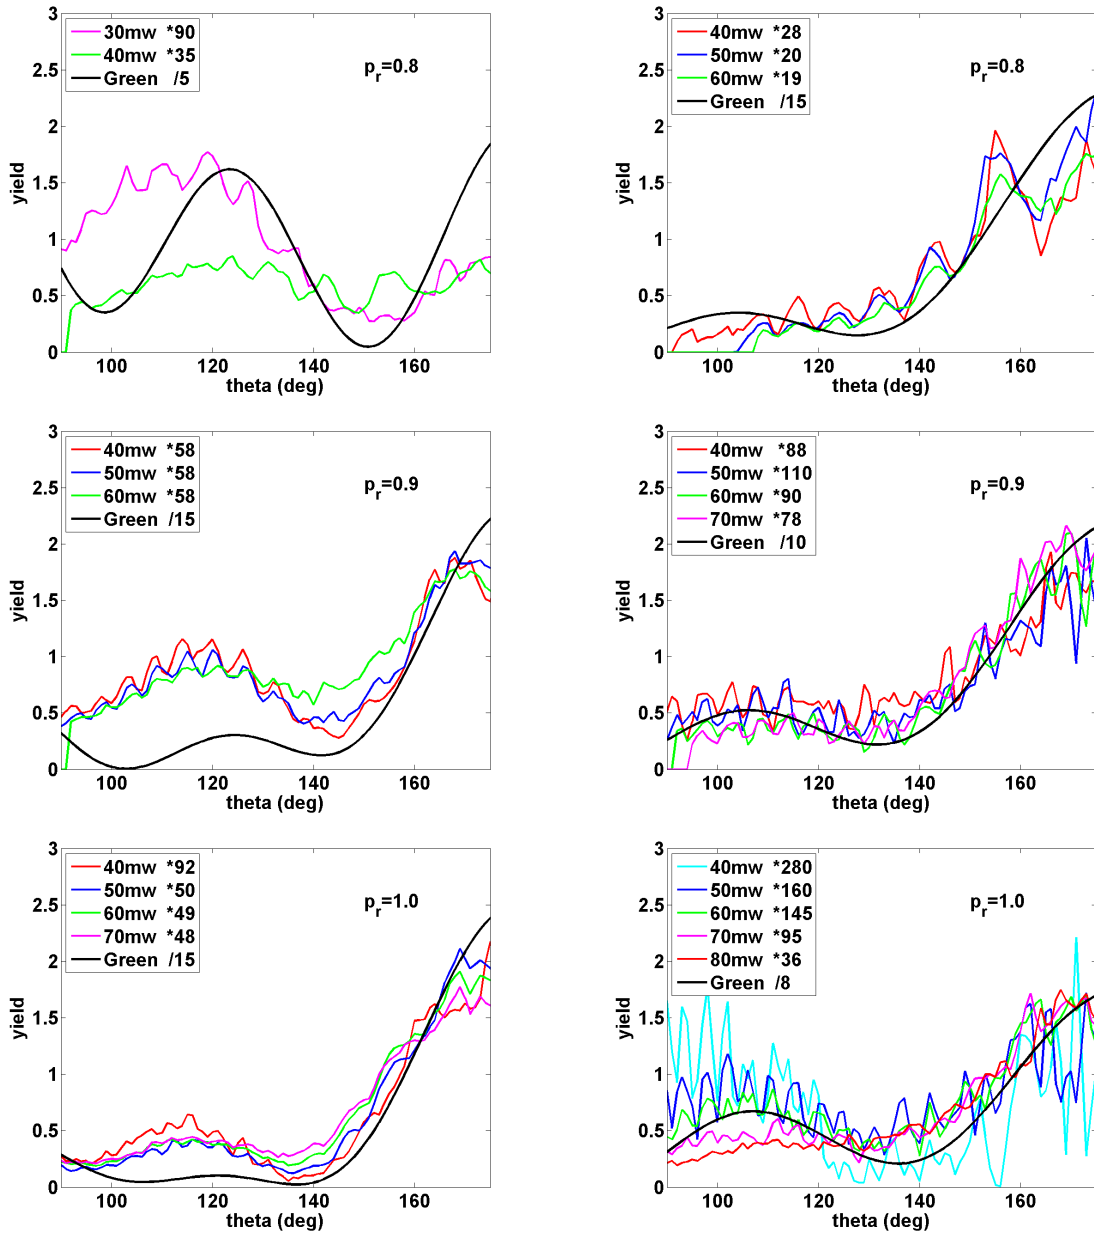 3
2.5
2
1.5
1
0.5
0
yield
30mw *90
40mw *35
Green /5
p_r=0.8
100 120 140 160
theta (deg)
3
2.5
2
1.5
1
0.5
0
yield
40mw *28
50mw *20
60mw *19
Green /15
p_r=0.8
100 120 140 160
theta (deg)
3
2.5
2
1.5
1
0.5
0
yield
40mw *58
50mw *58
60mw *58
Green /15
p_r=0.9
100 120 140 160
theta (deg)
3
2.5
2
1.5
1
0.5
0
yield
40mw *88
50mw *110
60mw *90
70mw *78
Green /10
p_r=0.9
100 120 140 160
theta (deg)
3
2.5
2
1.5
1
0.5
0
yield
40mw *92
50mw *50
60mw *49
70mw *48
Green /15
p_r=1.0
100 120 140 160
theta (deg)
3
2.5
2
1.5
1
0.5
0
yield
40mw *280
50mw *160
60mw *145
70mw *95
80mw *36
Green /8
p_r=1.0
100 120 140 160
theta (deg)